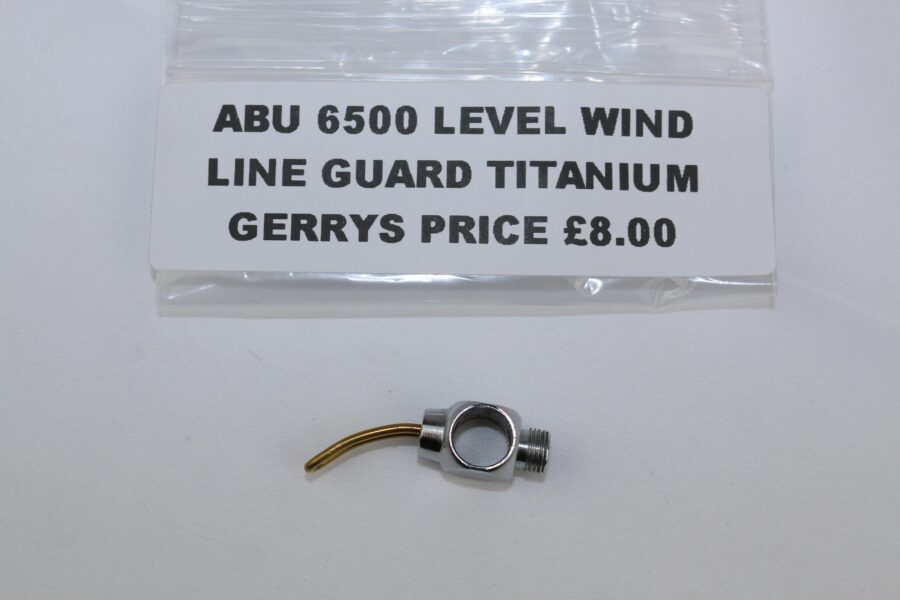 ABU 6500 LEVEL WIND
LINE GUARD TITANIUM
GERRYS PRICE £8.00